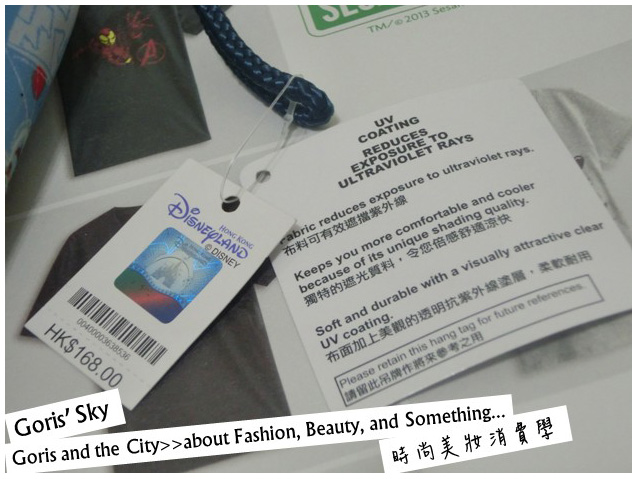 TM/© 2013 Sesa
UV
COATING
REDUCES
EXPOSURE TO
ULTRAVIOLET RAYS
Fabric reduces exposure to ultraviolet rays.
布料可有效遮擋紫外線
Keeps you more comfortable and cooler
because of its unique shading quality.
獨特的遮光質料，令您倍感舒適涼快
Soft and durable with a visually attractive clear
UV coating.
布面加上美觀的透明抗紫外線塗層，柔軟耐用
Please retain this hang tag for future references.
請留此吊牌作將來參考之用
HONG KONG
DISNEYLAND
© DISNEY
00400003638536
HK$168.00
Goris' Sky
Goris and the City>>about Fashion, Beauty, and Something...
時尚美妝消費學